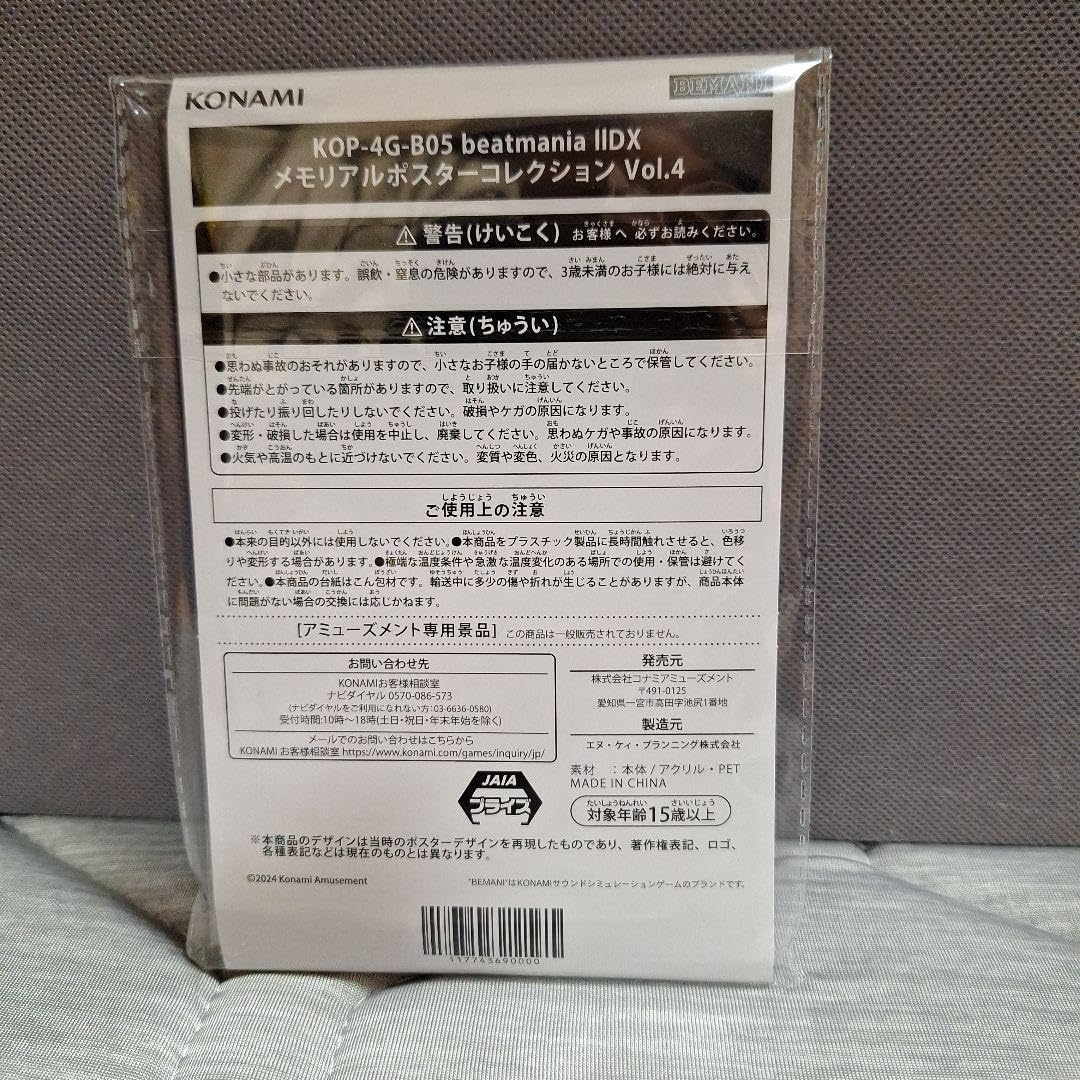 KONAMI
BEMANI
KOP-4G-B05 beatmania IIDX
メモリアルポスターコレクション Vol.4
⚠ 警告(けいこく) お客様へ 必ずお読みください。
●小さな部品があります。誤飲・窒息の危険がありますので、3歳未満のお子様には絶対に与え
ないでください。
⚠ 注意(ちゅうい)
●思わぬ事故のおそれがありますので、小さなお子様の手の届かないところで保管してください。
●先端がとがっている箇所がありますので、取り扱いに注意してください。
●投げたり振り回したりしないでください。破損やケガの原因になります。
●変形・破損した場合は使用を中止し、廃棄してください。思わぬケガや事故の原因になります。
●火気や高温のもとに近づけないでください。変質や変色、火災の原因となります。
ご使用上の注意
●本来の目的以外には使用しないでください。●本商品をプラスチック製品に長時間触れさせると、色移
りや変形する場合があります。●極端な温度条件や急激な温度変化のある場所での使用・保管は避けてく
ださい。●本商品の台紙はこん包材です。輸送中に多少の傷や折れが生じることがありますが、商品本体
に問題がない場合の交換には応じかねます。
[アミューズメント専用景品] この商品は一般販売されておりません。
お問い合わせ先
KONAMIお客様相談室
ナビダイヤル 0570-086-573
(ナビダイヤルをご利用になれない方:03-6636-0580)
受付時間:10時～18時(土日・祝日・年末年始を除く)
メールでのお問い合わせはこちらから
KONAMI お客様相談室 https://www.konami.com/games/inquiry/jp/
発売元
株式会社コナミアミューズメント
〒491-0125
愛知県一宮市高田字池尻1番地
製造元
エヌ・ケィ・プランニング株式会社
素材 :本体/アクリル・PET
MADE IN CHINA
JAIA
プライズ
対象年齢15歳以上
※本商品のデザインは当時のポスターデザインを再現したものであり、著作権表記、ロゴ、
各種表記などは現在のものとは異なります。
©2024 Konami Amusement
"BEMANI"はKONAMIサウンドシミュレーションゲームのブランドです。
117743690000